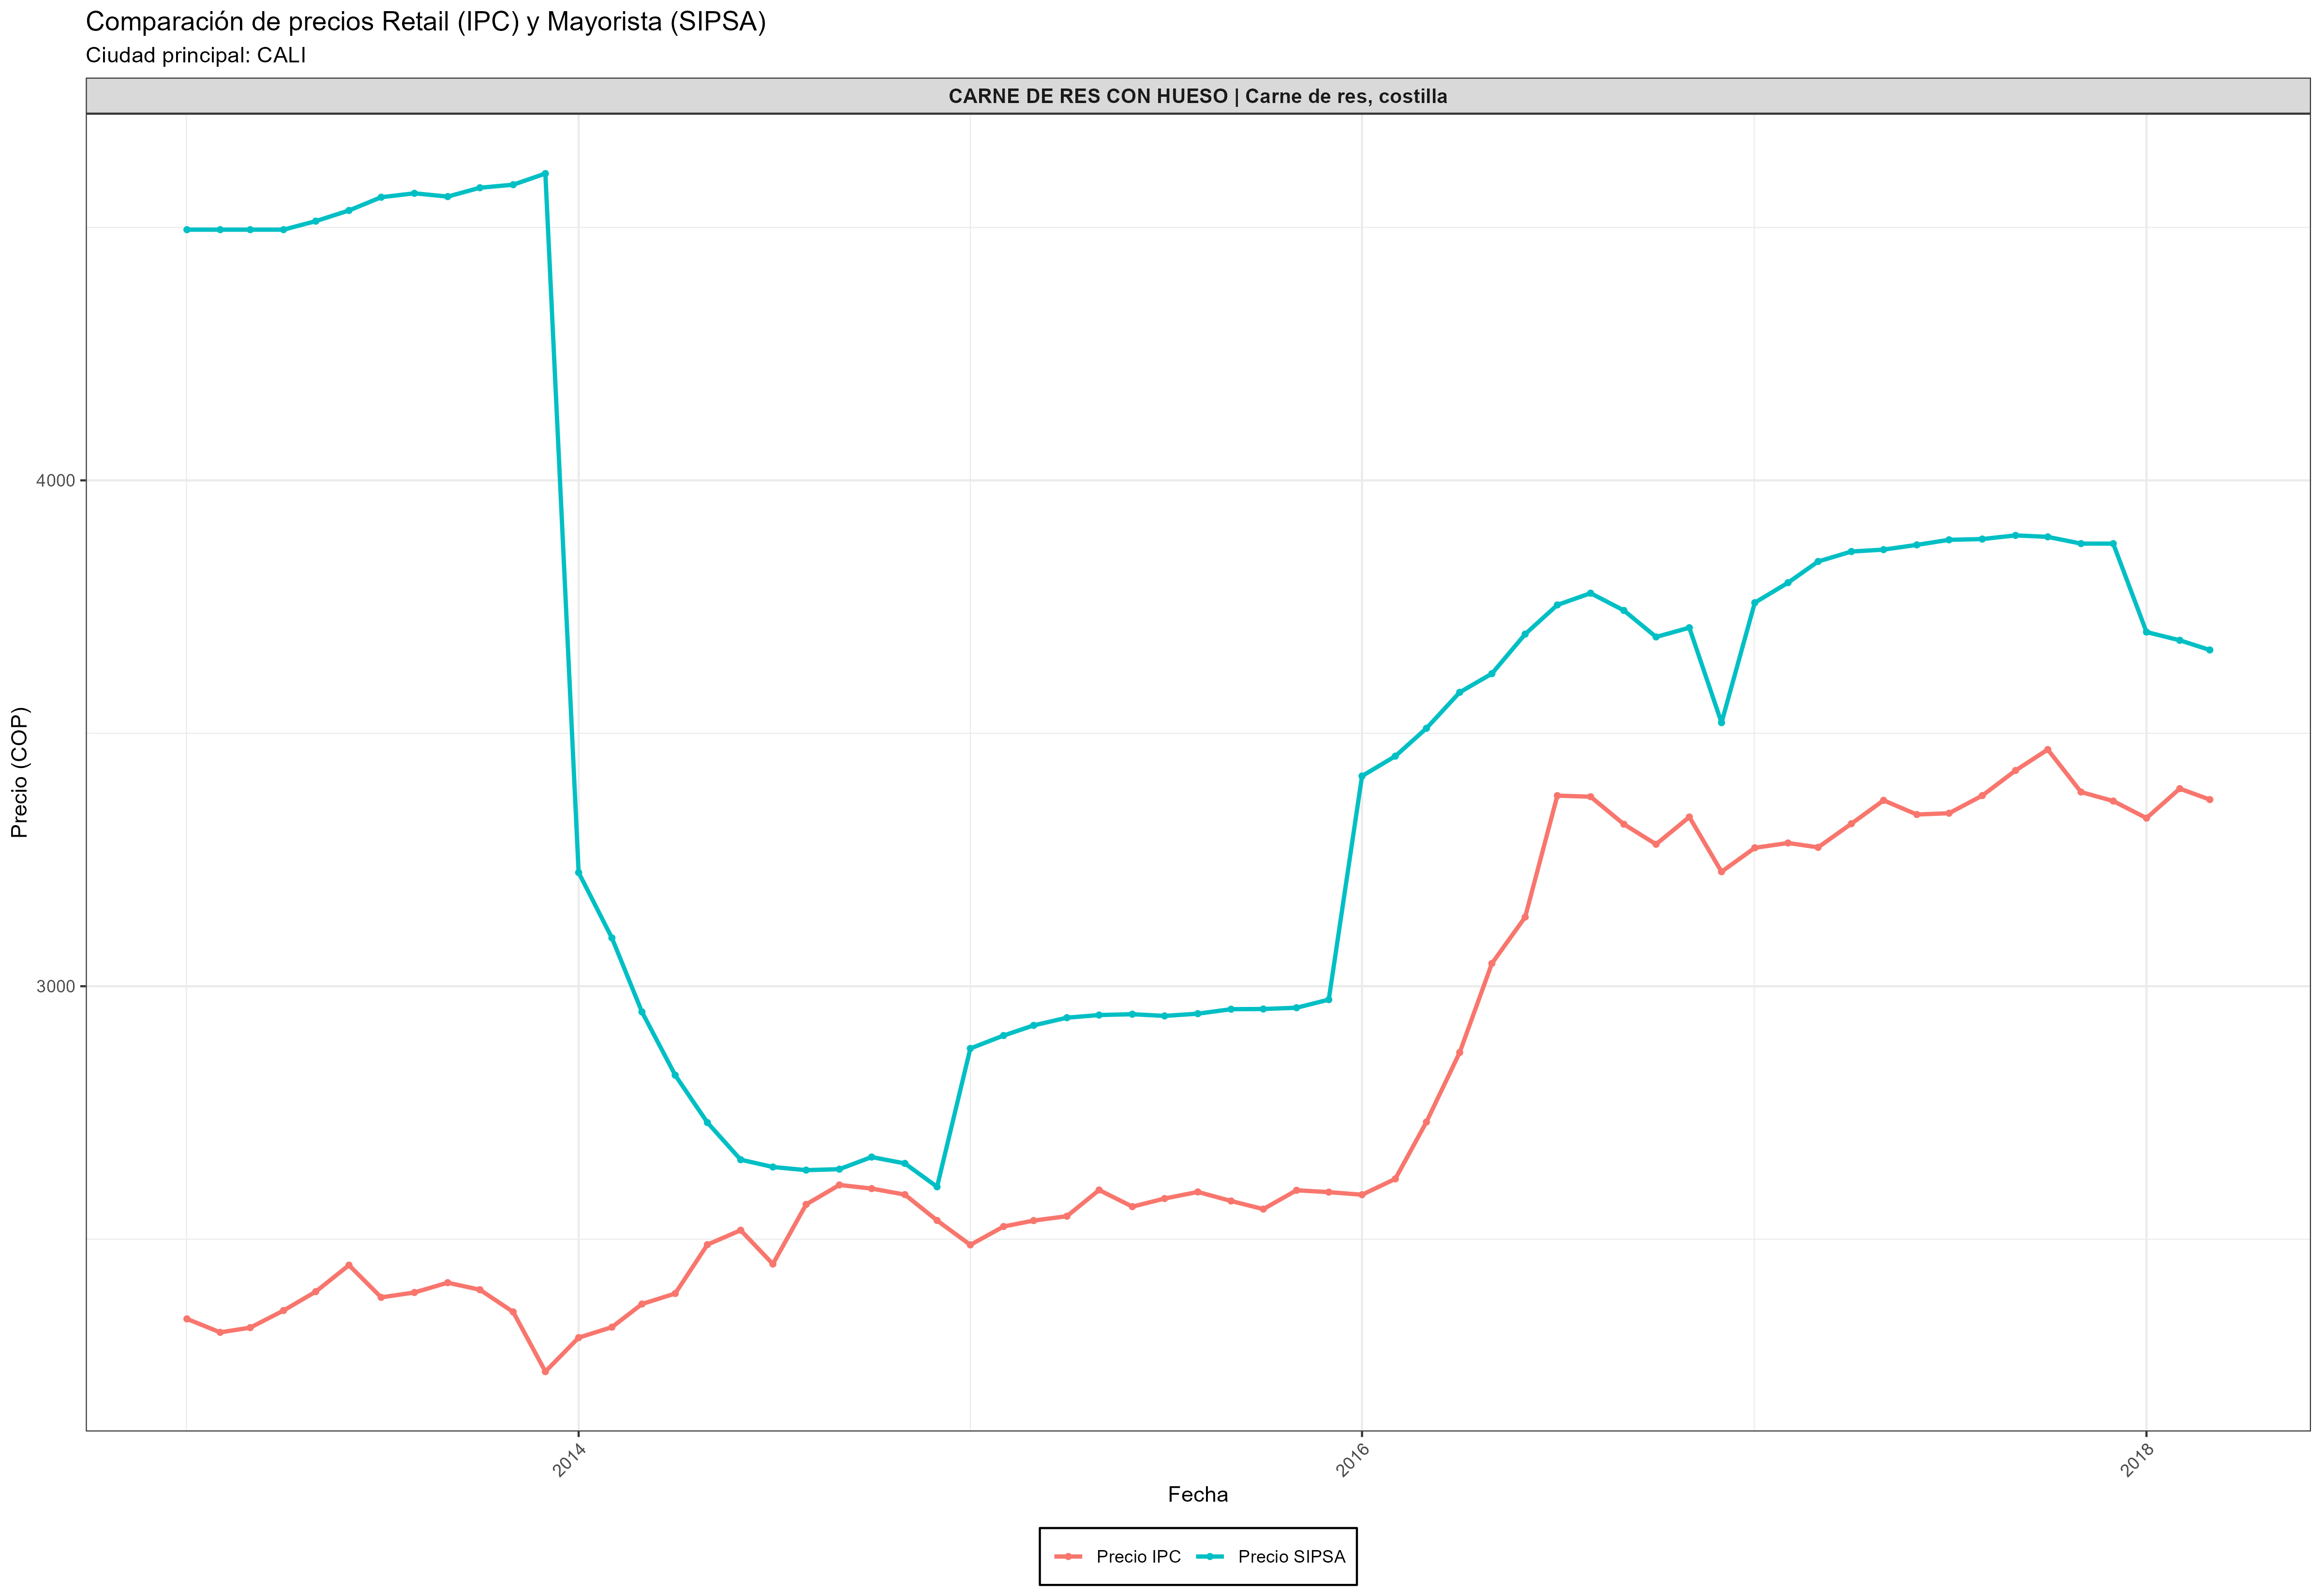 Comparación de precios Retail (IPC) y Mayorista (SIPSA)
Ciudad principal: CALI
CARNE DE RES CON HUESO | Carne de res, costilla
Precio (COP)
4000
3000
2014
2016
2018
Fecha
Precio IPC
Precio SIPSA